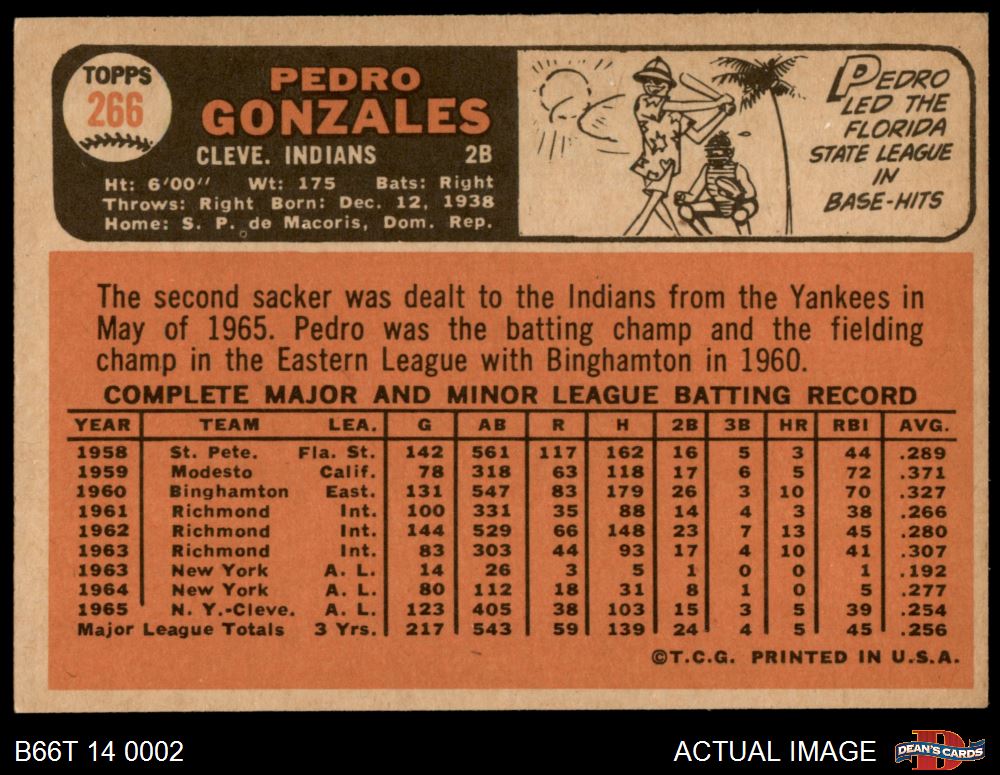 TOPPS
266
PEDRO
GONZALES
CLEVE. INDIANS 2B
Ht: 6'00" Wt: 175 Bats: Right
Throws: Right Born: Dec. 12, 1938
Home: S. P. de Macoris, Dom. Rep.
PEDRO
LED THE
FLORIDA
STATE LEAGUE
IN
BASE-HITS
The second sacker was dealt to the Indians from the Yankees in
May of 1965. Pedro was the batting champ and the fielding
champ in the Eastern League with Binghamton in 1960.
COMPLETE MAJOR AND MINOR LEAGUE BATTING RECORD
YEAR TEAM LEA. G AB R H 2B 3B HR RBI AVG.
1958 St. Pete. Fla. St. 142 561 117 162 16 5 3 44 .289
1959 Modesto Calif. 78 318 63 118 17 6 5 72 .371
1960 Binghamton East. 131 547 83 179 26 3 10 70 .327
1961 Richmond Int. 100 331 35 88 14 4 3 38 .266
1962 Richmond Int. 144 529 66 148 23 7 13 45 .280
1963 Richmond Int. 83 303 44 93 17 4 10 41 .307
1963 New York A. L. 14 26 3 5 1 0 0 1 .192
1964 New York A. L. 80 112 18 31 8 1 0 5 .277
1965 N. Y.-Cleve. A. L. 123 405 38 103 15 3 5 39 .254
Major League Totals 3 Yrs. 217 543 59 139 24 4 5 45 .256
©T.C.G. PRINTED IN U.S.A.
B66T 14 0002 ACTUAL IMAGE DEAN'S CARDS